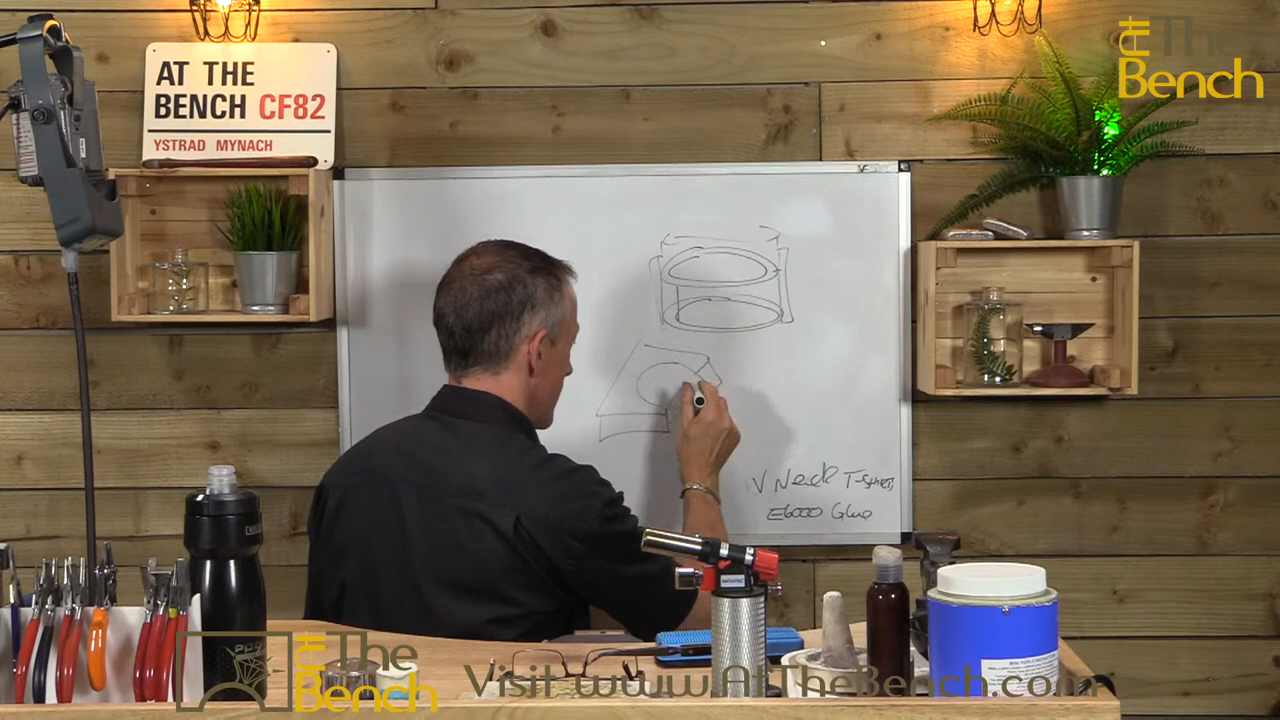 AT THE
BENCH CF82
YSTRAD MYNACH
At The
Bench
V Neck T-SHIRTS
E6000 Glue
At The
Bench
Visit www.AtTheBench.com